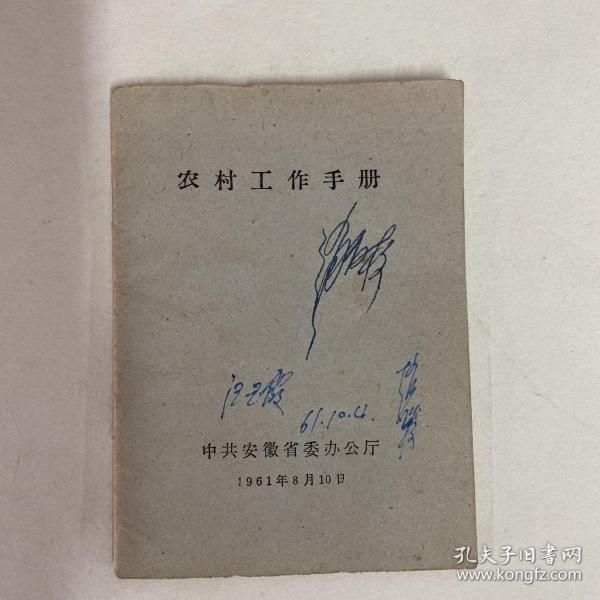 农村工作手册
61.10.4.
中共安徽省委办公厅
1961年8月10日
孔夫子旧书网
www.kongfz.com